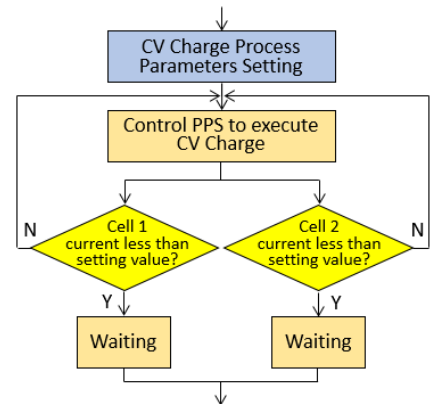 CV Charge Process
Parameters Setting
Control PPS to execute
CV Charge
N
Cell 1
current less than
setting value?
Cell 2
current less than
setting value?
N
Y
Y
Waiting
Waiting